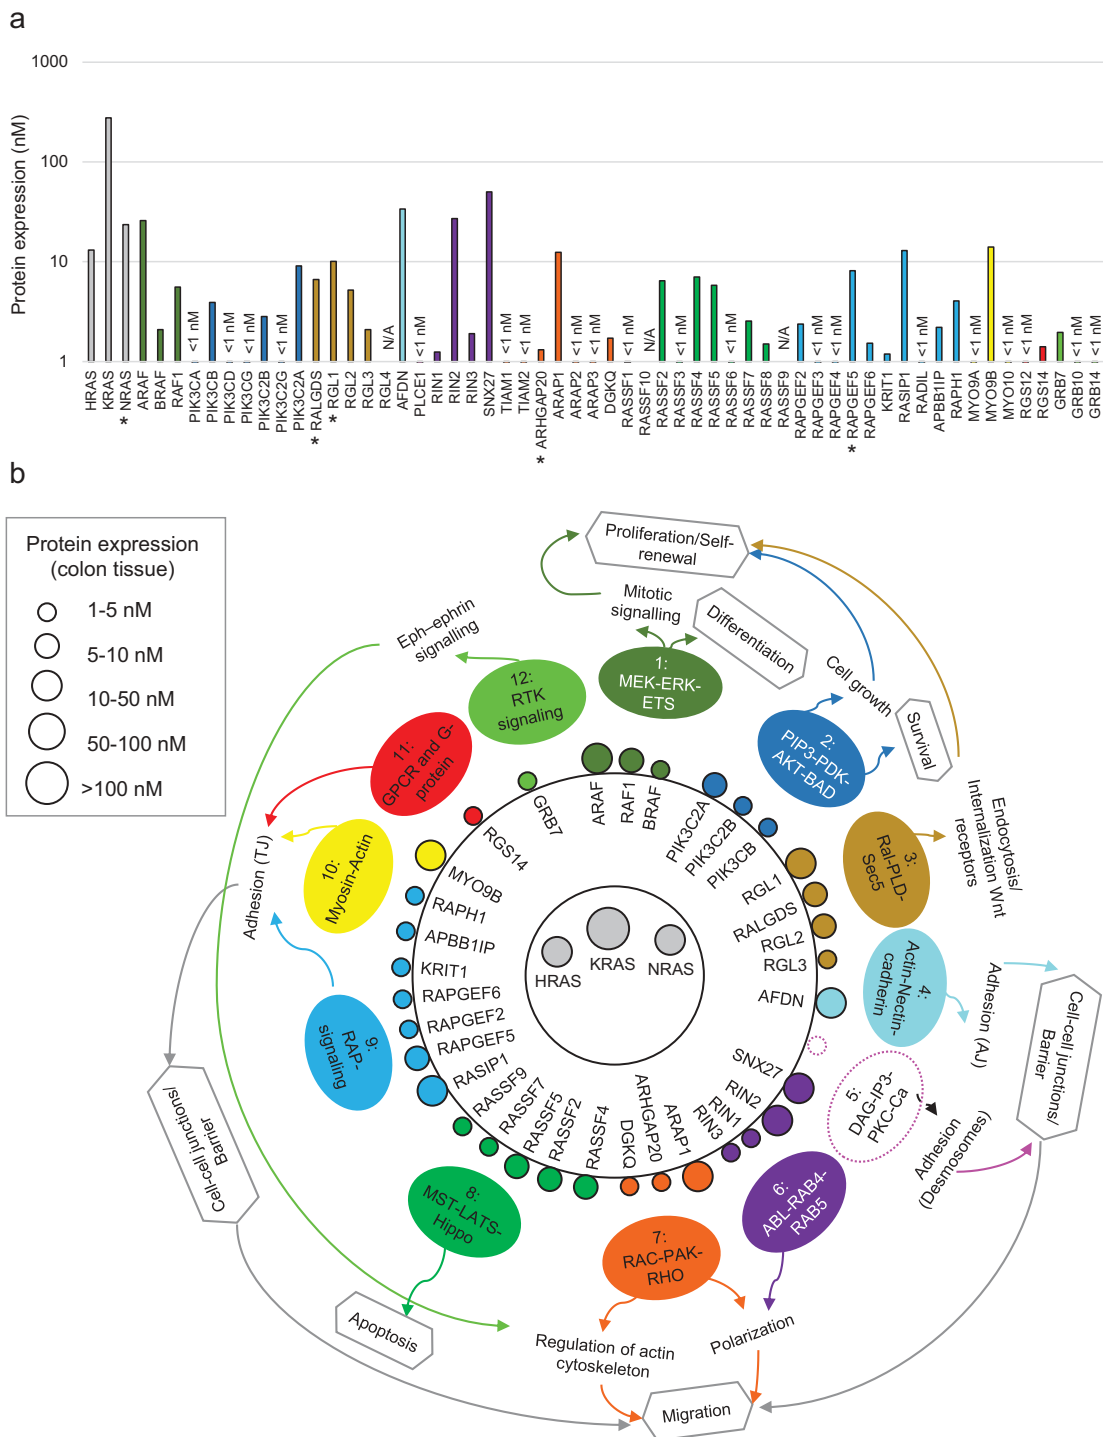 a
1000
100
10
1
Protein expression (nM)
HRAS
KRAS
* NRAS
ARAF
BRAF
RAF1
PIK3CA <1 nM
PIK3CB
PIK3CD <1 nM
PIK3CG <1 nM
PIK3C2B
PIK3C2G <1 nM
PIK3C2A
* RALGDS
* RGL1
RGL2
RGL3
RGL4 N/A
AFDN
PLCE1 <1 nM
RIN1
RIN2
RIN3
SNX27
TIAM1 <1 nM
TIAM2 <1 nM
* ARHGAP20
ARAP1
ARAP2 <1 nM
ARAP3 <1 nM
DGKQ
RASSF1 <1 nM
RASSF10 N/A
RASSF2
RASSF3 <1 nM
RASSF4
RASSF5
RASSF6 <1 nM
RASSF7
RASSF8
RASSF9 N/A
RAPGEF2
RAPGEF3 <1 nM
RAPGEF4 <1 nM
* RAPGEF5
RAPGEF6
KRIT1
RASIP1
RADIL <1 nM
APBB1IP
RAPH1
MYO9A <1 nM
MYO9B
MYO10 <1 nM
RGS12 <1 nM
RGS14
GRB7
GRB10 <1 nM
GRB14 <1 nM
b
Protein expression
(colon tissue)
1-5 nM
5-10 nM
10-50 nM
50-100 nM
>100 nM
Proliferation/Self-
renewal
Mitotic
signalling
Differentiation
Eph–ephrin
signalling
Cell growth
Survival
1:
MEK-ERK-
ETS
2:
PIP3-PDK-
AKT-BAD
3:
Ral-PLD-
Sec5
Endocytosis/
Internalization Wnt
receptors
4:
Actin-Nectin-
cadherin
Adhesion (AJ)
Cell-cell junctions/
Barrier
5:
DAG-IP3-
PKC-Ca
Adhesion
(Desmosomes)
6:
ABL-RAB4-
RAB5
Polarization
7:
RAC-PAK-
RHO
Regulation of actin
cytoskeleton
Migration
8:
MST-LATS-
Hippo
Apoptosis
9:
RAP-
signaling
10:
Myosin-Actin
Adhesion (TJ)
Cell-cell junctions/
Barrier
11:
GPCR and G-
protein
12:
RTK
signaling
ARAF
RAF1
BRAF
PIK3C2A
PIK3C2B
PIK3CB
RGL1
RALGDS
RGL2
RGL3
AFDN
SNX27
RIN2
RIN1
RIN3
ARAP1
ARHGAP20
DGKQ
RASSF4
RASSF2
RASSF5
RASSF7
RASSF9
RASIP1
RAPGEF5
RAPGEF2
RAPGEF6
KRIT1
APBB1IP
RAPH1
MYO9B
RGS14
GRB7
HRAS
KRAS
NRAS